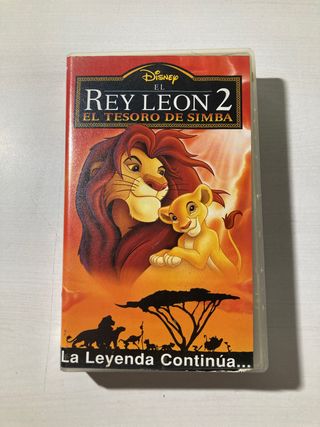 Disney
EL
REY LEON 2
EL TESORO DE SIMBA
La Leyenda Continúa...